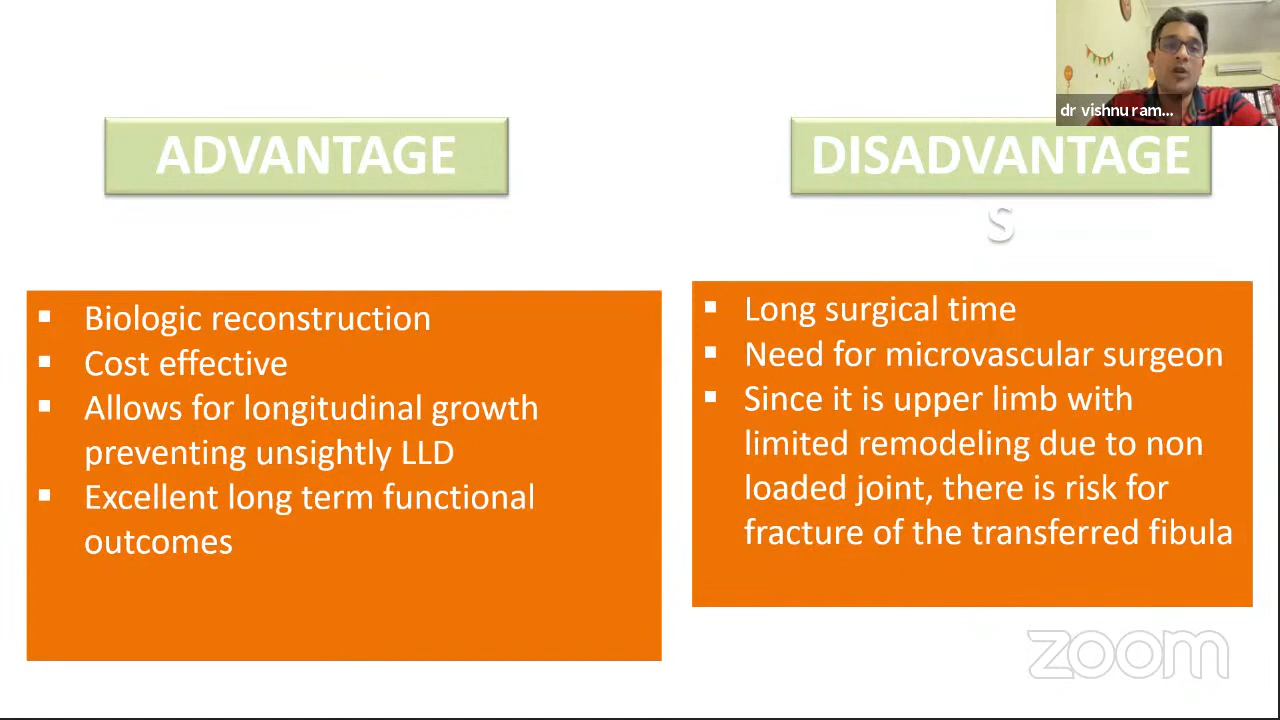 dr vishnu ram...
ADVANTAGE
DISADVANTAGE
S
▪ Biologic reconstruction
▪ Cost effective
▪ Allows for longitudinal growth
preventing unsightly LLD
▪ Excellent long term functional
outcomes
▪ Long surgical time
▪ Need for microvascular surgeon
▪ Since it is upper limb with
limited remodeling due to non
loaded joint, there is risk for
fracture of the transferred fibula
zoom